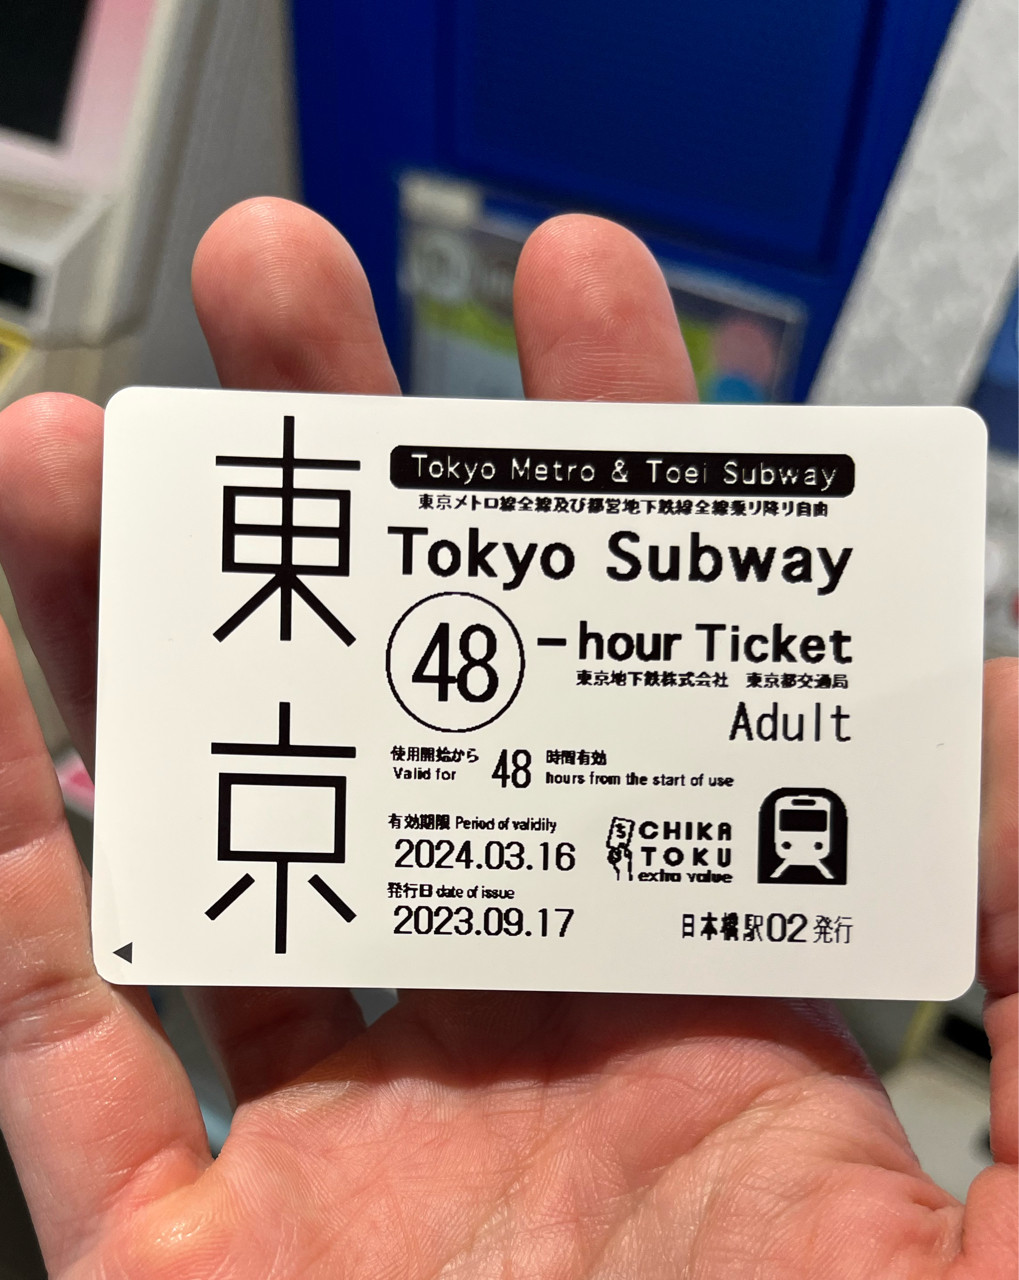 東京
Tokyo Metro & Toei Subway
東京メトロ線全線及び都営地下鉄線全線乗り降り自由
Tokyo Subway
48-hour Ticket
東京地下鉄株式会社 東京都交通局
Adult
使用開始から 48 時間有効
Valid for hours from the start of use
有効期限 Period of validily
2024.03.16
CHIKA
TOKU
extra value
発行日 date of issue
2023.09.17
日本橋駅02発行